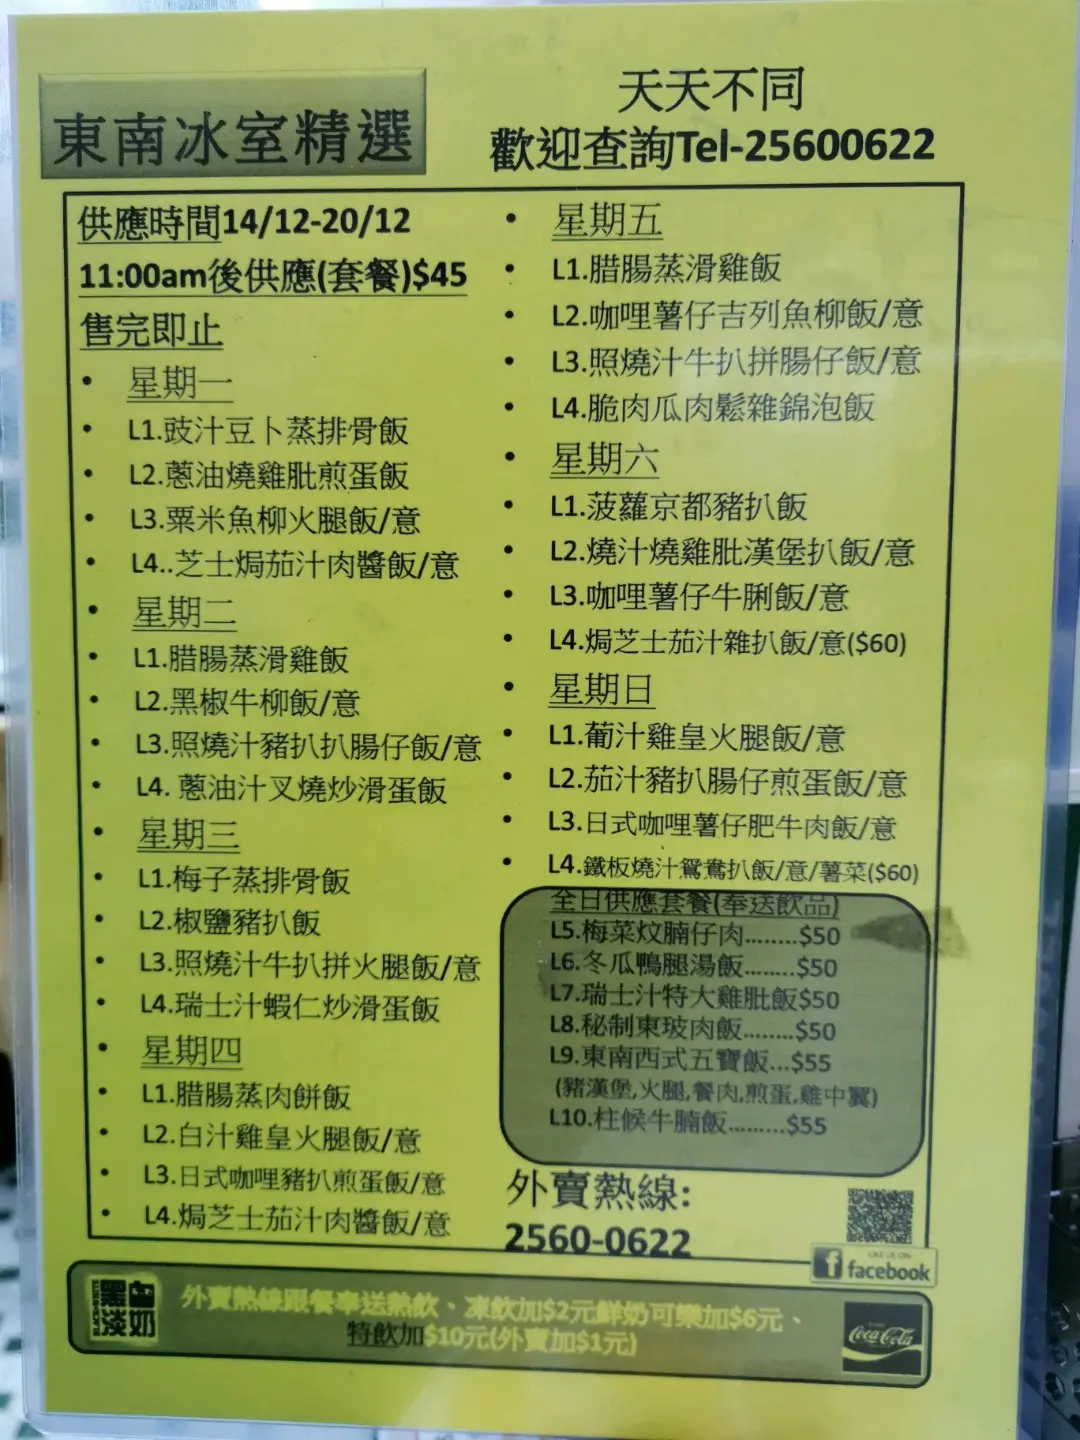 東南冰室精選
天天不同
歡迎查詢Tel-25600622
供應時間14/12-20/12
11:00am後供應(套餐)$45
售完即止
• 星期一
• L1.豉汁豆卜蒸排骨飯
• L2.蔥油燒雞肶煎蛋飯
• L3.粟米魚柳火腿飯/意
• L4..芝士焗茄汁肉醬飯/意
• 星期二
• L1.腊腸蒸滑雞飯
• L2.黑椒牛柳飯/意
• L3.照燒汁豬扒扒腸仔飯/意
• L4. 蔥油汁叉燒炒滑蛋飯
• 星期三
• L1.梅子蒸排骨飯
• L2.椒鹽豬扒飯
• L3.照燒汁牛扒拼火腿飯/意
• L4.瑞士汁蝦仁炒滑蛋飯
• 星期四
• L1.腊腸蒸肉餅飯
• L2.白汁雞皇火腿飯/意
• L3.日式咖哩豬扒煎蛋飯/意
• L4.焗芝士茄汁肉醬飯/意
• 星期五
• L1.腊腸蒸滑雞飯
• L2.咖哩薯仔吉列魚柳飯/意
• L3.照燒汁牛扒拼腸仔飯/意
• L4.脆肉瓜肉鬆雜錦泡飯
• 星期六
• L1.菠蘿京都豬扒飯
• L2.燒汁燒雞肶漢堡扒飯/意
• L3.咖哩薯仔牛脷飯/意
• L4.焗芝士茄汁雜扒飯/意($60)
• 星期日
• L1.葡汁雞皇火腿飯/意
• L2.茄汁豬扒腸仔煎蛋飯/意
• L3.日式咖哩薯仔肥牛肉飯/意
• L4.鐵板燒汁鴛鴦扒飯/意/薯菜($60)
全日供應套餐(奉送飲品)
L5.梅菜炆腩仔肉........$50
L6.冬瓜鴨腿湯飯........$50
L7.瑞士汁特大雞肶飯$50
L8.秘制東玻肉飯........$50
L9.東南西式五寶飯...$55
(豬漢堡,火腿,餐肉,煎蛋,雞中翼)
L10.柱候牛腩飯.........$55
外賣熱線:
2560-0622
LIKE US ON
facebook
BLACK&WHITE
黑白淡奶
外賣熱線跟餐奉送熱飲、凍飲加$2元鮮奶可樂加$6元、
特飲加$10元(外賣加$1元)
Coca-Cola